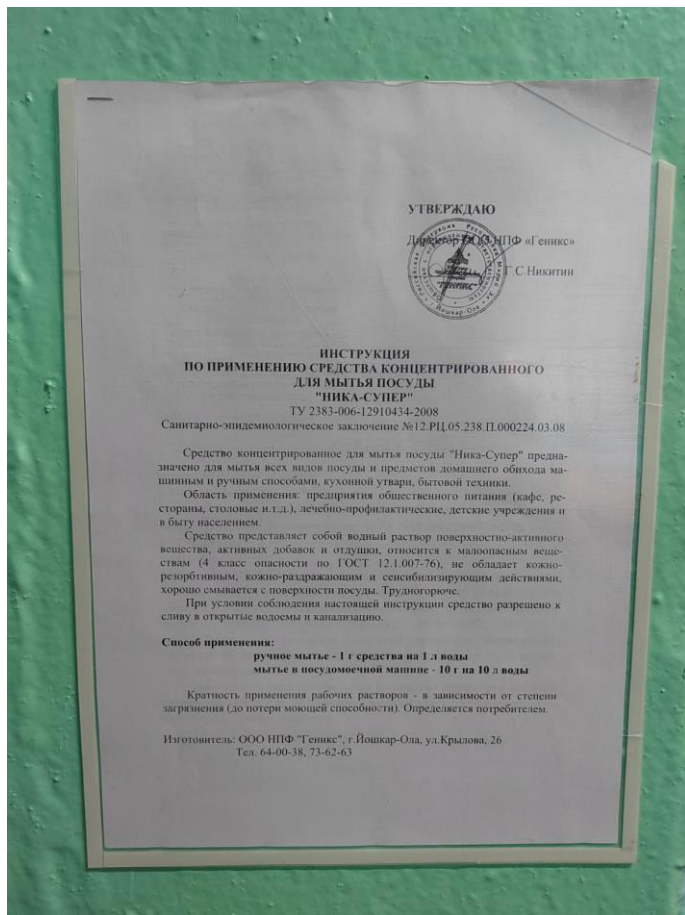 УТВЕРЖДАЮ
Директор ООО НПФ «Геникс»
Г.С.Никитин
"ГЕНИКС"
г.Йошкар-Ола
ИНСТРУКЦИЯ
ПО ПРИМЕНЕНИЮ СРЕДСТВА КОНЦЕНТРИРОВАННОГО
ДЛЯ МЫТЬЯ ПОСУДЫ
"НИКА-СУПЕР"
ТУ 2383-006-12910434-2008
Санитарно-эпидемиологическое заключение №12.РЦ.05.238.П.000224.03.08
Средство концентрированное для мытья посуды "Ника-Супер" предна-
значено для мытья всех видов посуды и предметов домашнего обихода ма-
шинным и ручным способами, кухонной утвари, бытовой техники.
Область применения: предприятия общественного питания (кафе, ре-
стораны, столовые и.т.д.), лечебно-профилактические, детские учреждения и
в быту населением.
Средство представляет собой водный раствор поверхностно-активного
вещества, активных добавок и отдушки, относится к малоопасным веще-
ствам (4 класс опасности по ГОСТ 12.1.007-76), не обладает кожно-
резорбтивным, кожно-раздражающим и сенсибилизирующим действиями,
хорошо смывается с поверхности посуды. Трудногорюче.
При условии соблюдения настоящей инструкции средство разрешено к
сливу в открытые водоемы и канализацию.
Способ применения:
ручное мытье - 1 г средства на 1 л воды
мытье в посудомоечной машине - 10 г на 10 л воды
Кратность применения рабочих растворов - в зависимости от степени
загрязнения (до потери моющей способности). Определяется потребителем.
Изготовитель: ООО НПФ "Геникс", г.Йошкар-Ола, ул.Крылова, 26
Тел. 64-00-38, 73-62-63